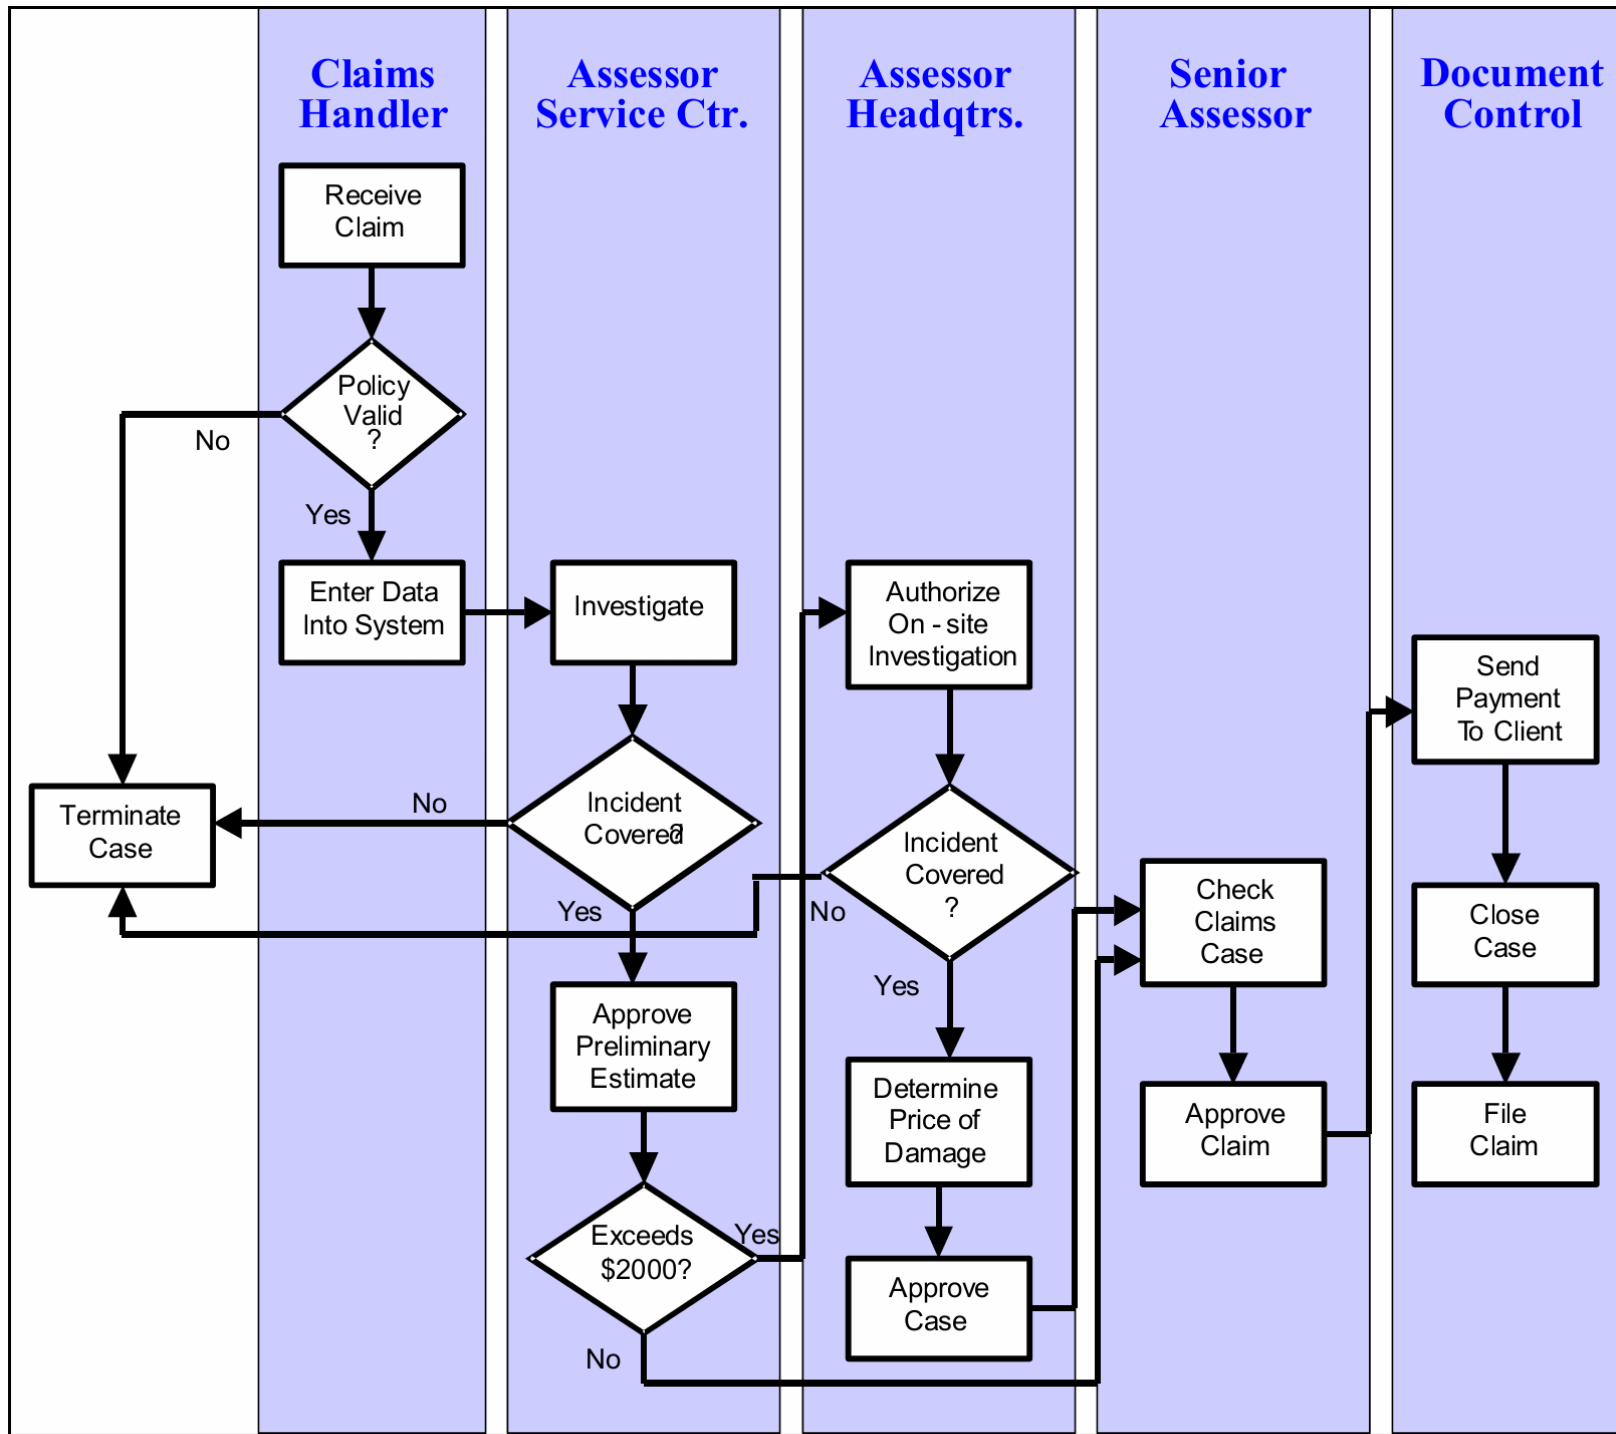 Claims
Handler
Assessor
Service Ctr.
Assessor
Headqtrs.
Senior
Assessor
Document
Control
Receive
Claim
Policy
Valid
?
No
Yes
Enter Data
Into System
Terminate
Case
Investigate
Incident
Covered?
No
Yes
Approve
Preliminary
Estimate
Exceeds
$2000?
Yes
No
Authorize
On - site
Investigation
Incident
Covered
?
No
Yes
Determine
Price of
Damage
Approve
Case
Check
Claims
Case
Approve
Claim
Send
Payment
To Client
Close
Case
File
Claim